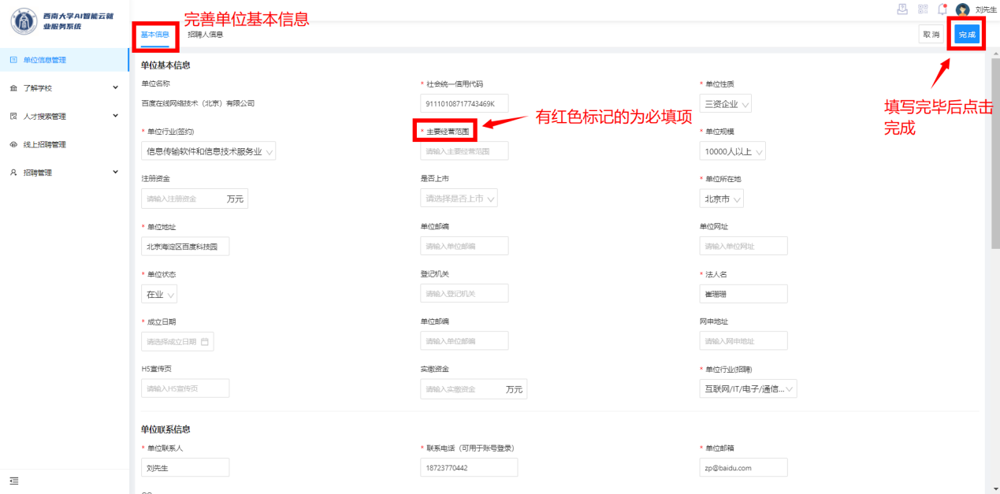 西南大学AI智能云就
业服务系统
完善单位基本信息
刘先生
基本信息
招聘人信息
取消
完成
单位信息管理
了解学校
人才搜索管理
线上招聘管理
招聘管理
填写完毕后点击
完成
有红色标记的为必填项
单位基本信息
单位名称
* 社会统一信用代码
* 单位性质
百度在线网络技术（北京）有限公司
91110108717743469K
三资企业
* 单位行业(签约)
* 主要经营范围
* 单位规模
信息传输软件和信息技术服务业
请输入主要经营范围
10000人以上
注册资金
是否上市
* 单位所在地
请输入注册资金 万元
请选择是否上市
北京市
* 单位地址
单位邮编
单位网址
北京海淀区百度科技园
请输入单位邮编
请输入单位网址
* 单位状态
登记机关
* 法人名
在业
请输入登记机关
崔珊珊
* 成立日期
单位邮编
网申地址
请选择成立日期
请输入单位邮编
请输入网申地址
H5宣传页
实缴资金
* 单位行业(招聘)
请输入H5宣传页
请输入实缴资金 万元
互联网/IT/电子/通信...
单位联系信息
* 单位联系人
* 联系电话（可用于账号登录）
* 单位邮箱
刘先生
18723770442
zp@baidu.com